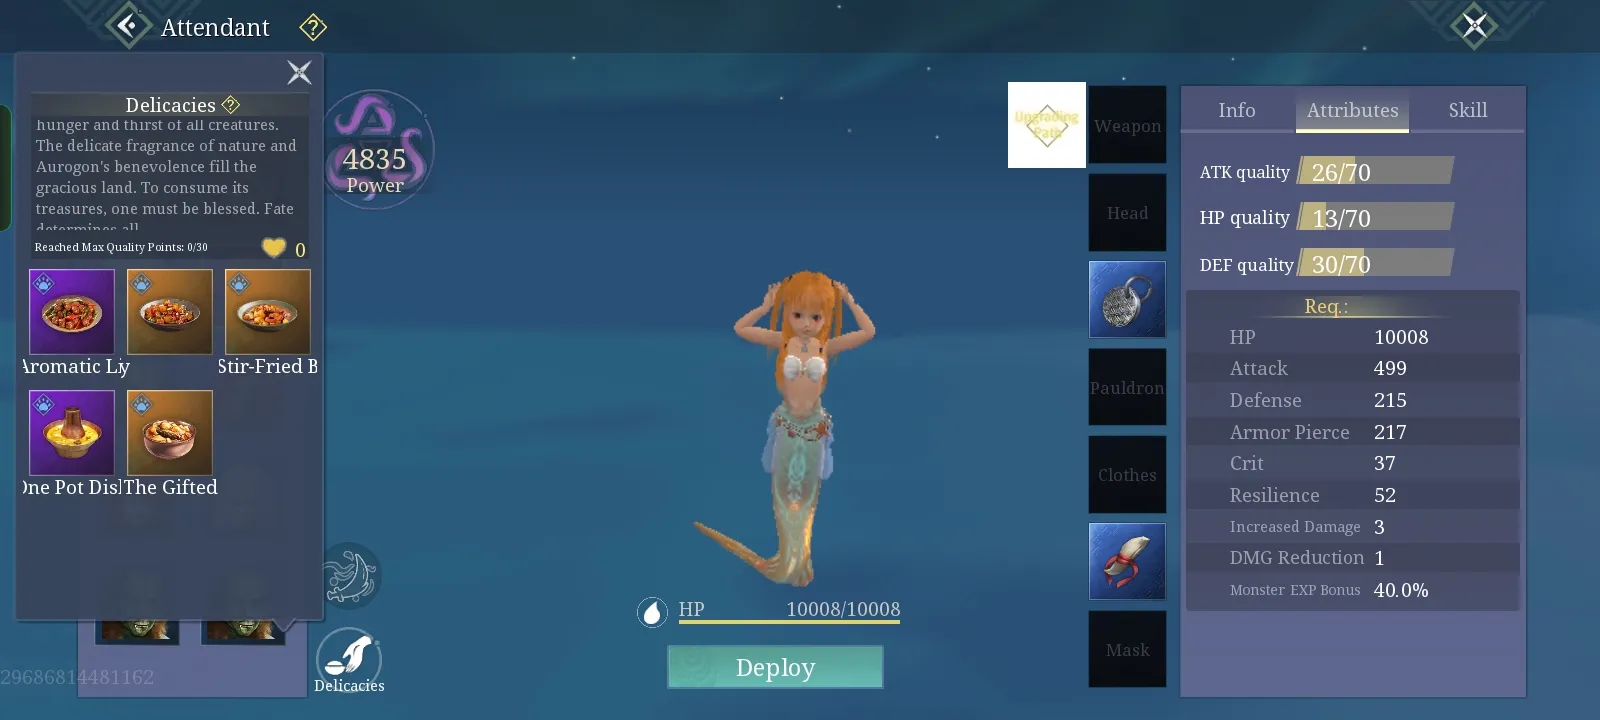 Attendant
?
Delicacies ?
hunger and thirst of all creatures.
The delicate fragrance of nature and
Aurogon's benevolence fill the
gracious land. To consume its
treasures, one must be blessed. Fate
determines all
Reached Max Quality Points: 0/30
0
Aromatic
Stir-Fried B
One Pot
The Gifted
4835
Power
Delicacies
29686814481162
HP 10008/10008
Deploy
Upgrading
Path
Weapon
Head
Pauldron
Clothes
Mask
Info Attributes Skill
ATK quality 26/70
HP quality 13/70
DEF quality 30/70
Req.:
HP 10008
Attack 499
Defense 215
Armor Pierce 217
Crit 37
Resilience 52
Increased Damage 3
DMG Reduction 1
Monster EXP Bonus 40.0%